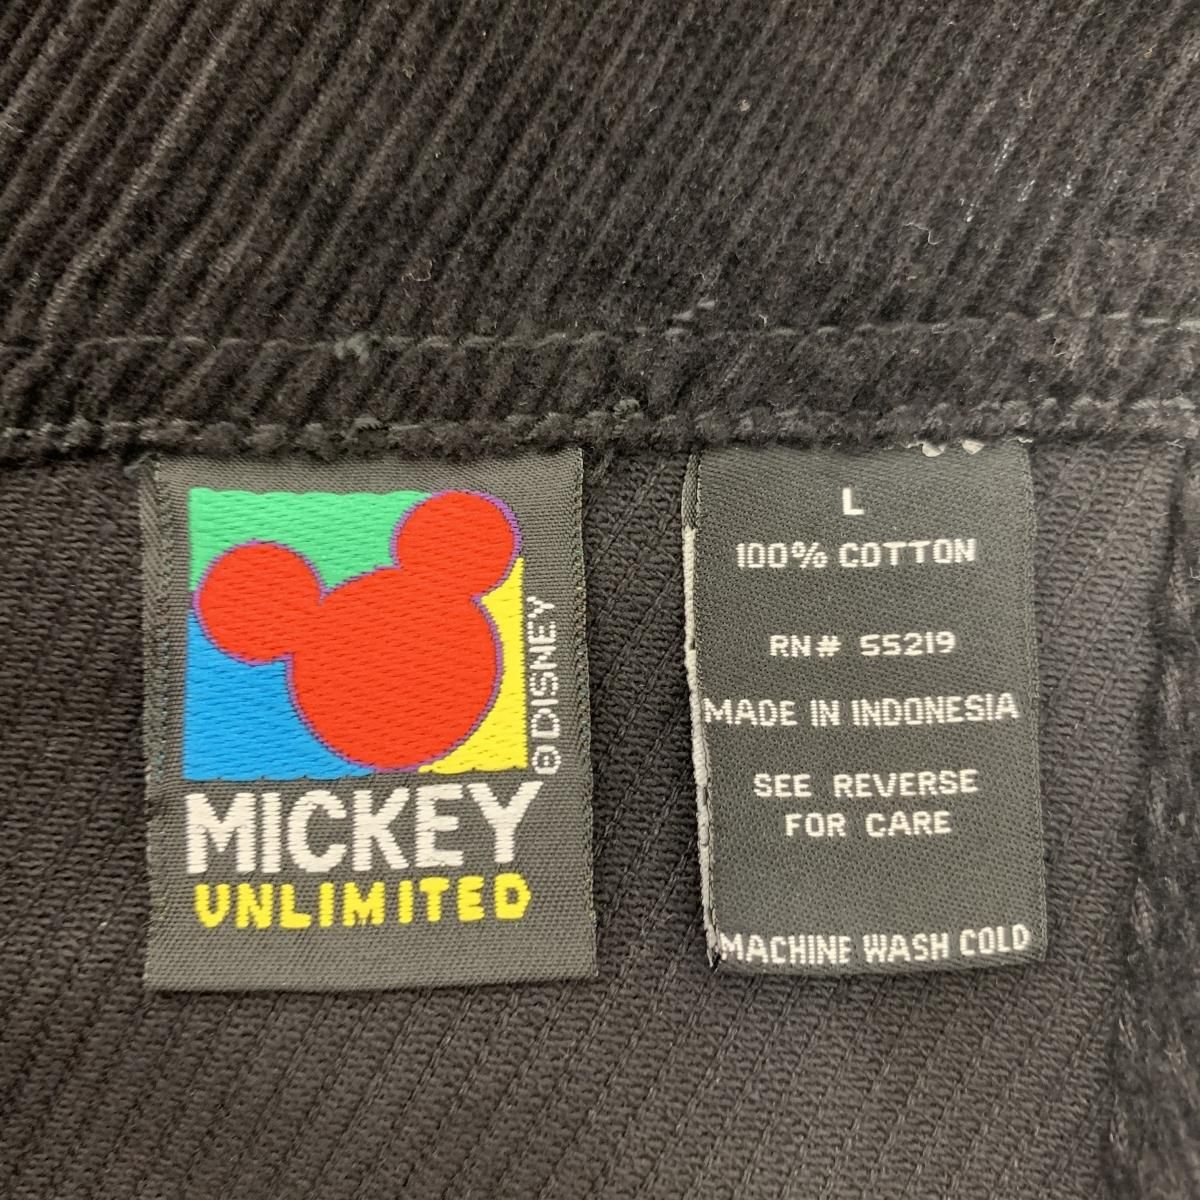 © DISNEY
MICKEY
UNLIMITED
L
100% COTTON
RN# 55219
MADE IN INDONESIA
SEE REVERSE
FOR CARE
MACHINE WASH COLD